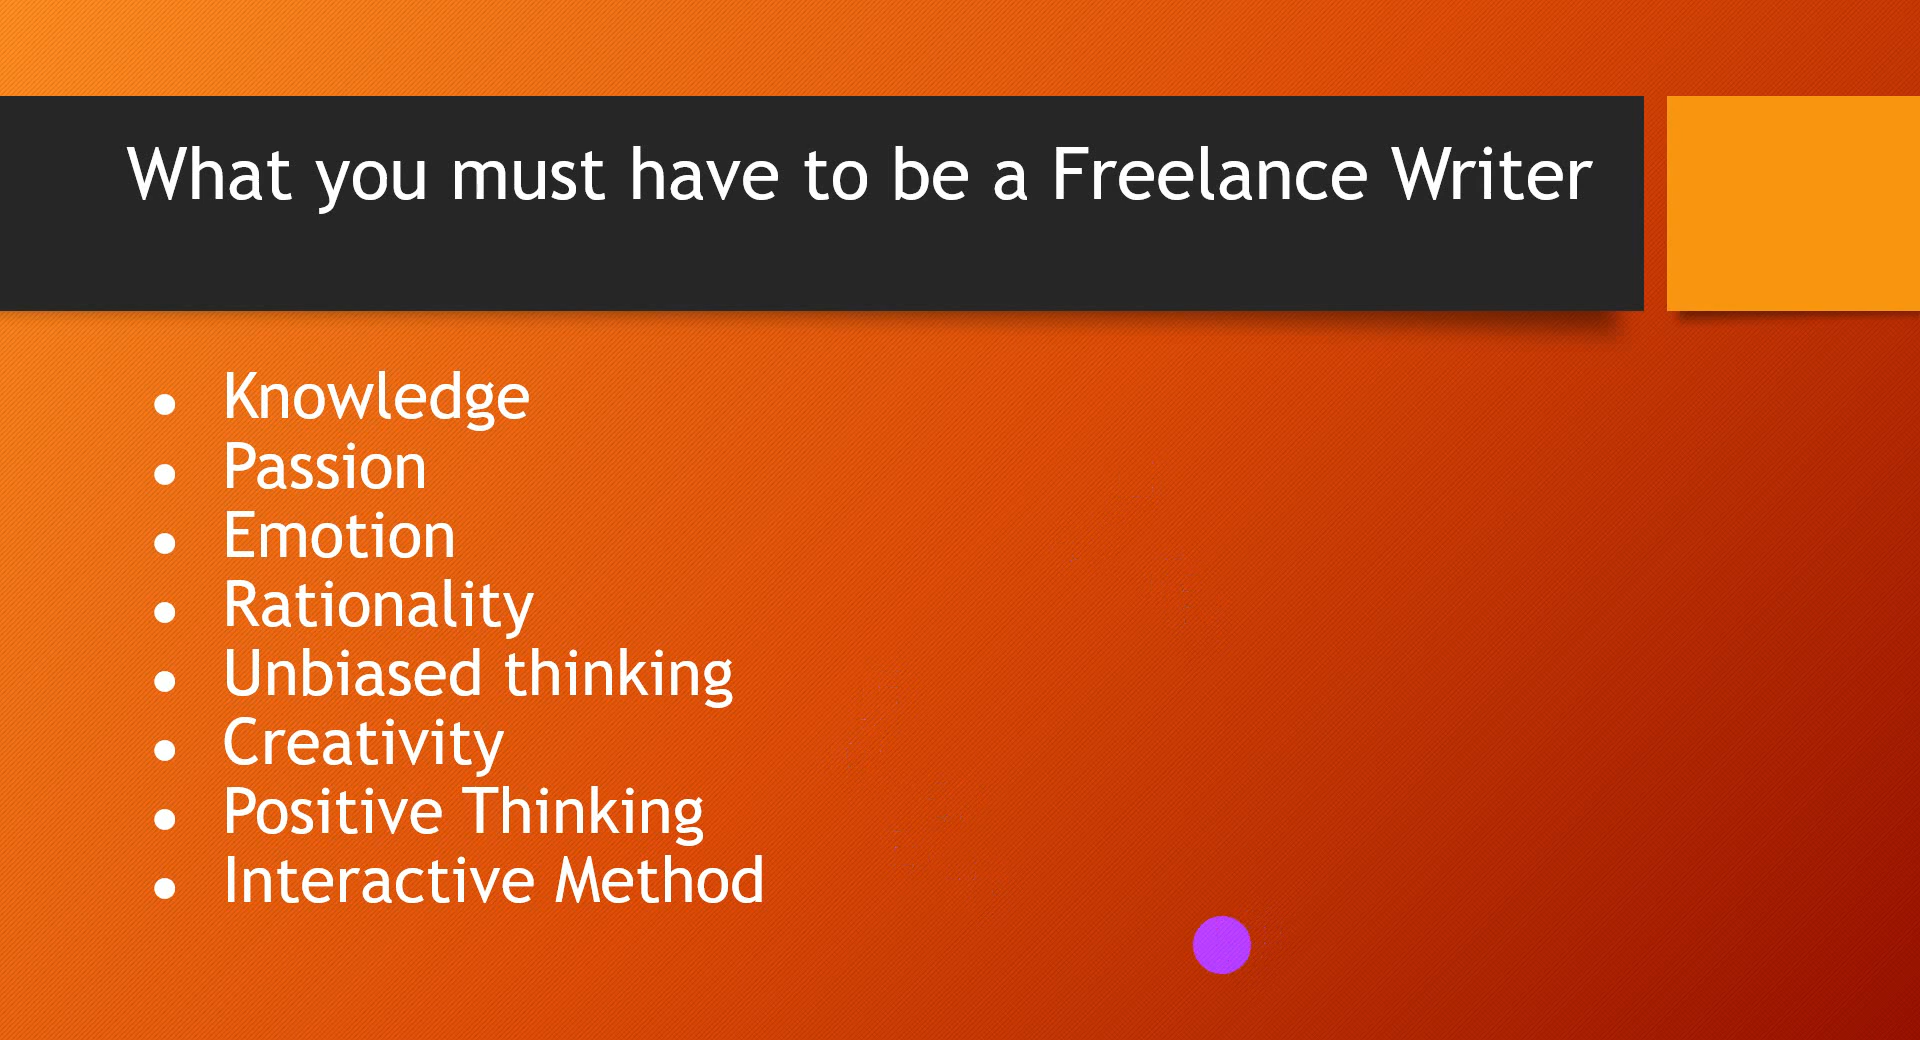 What you must have to be a Freelance Writer
● Knowledge
● Passion
● Emotion
● Rationality
● Unbiased thinking
● Creativity
● Positive Thinking
● Interactive Method